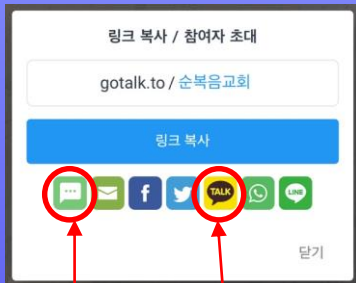 링크 복사 / 참여자 초대
gotalk.to / 순복음교회
링크 복사
TALK
LINE
닫기